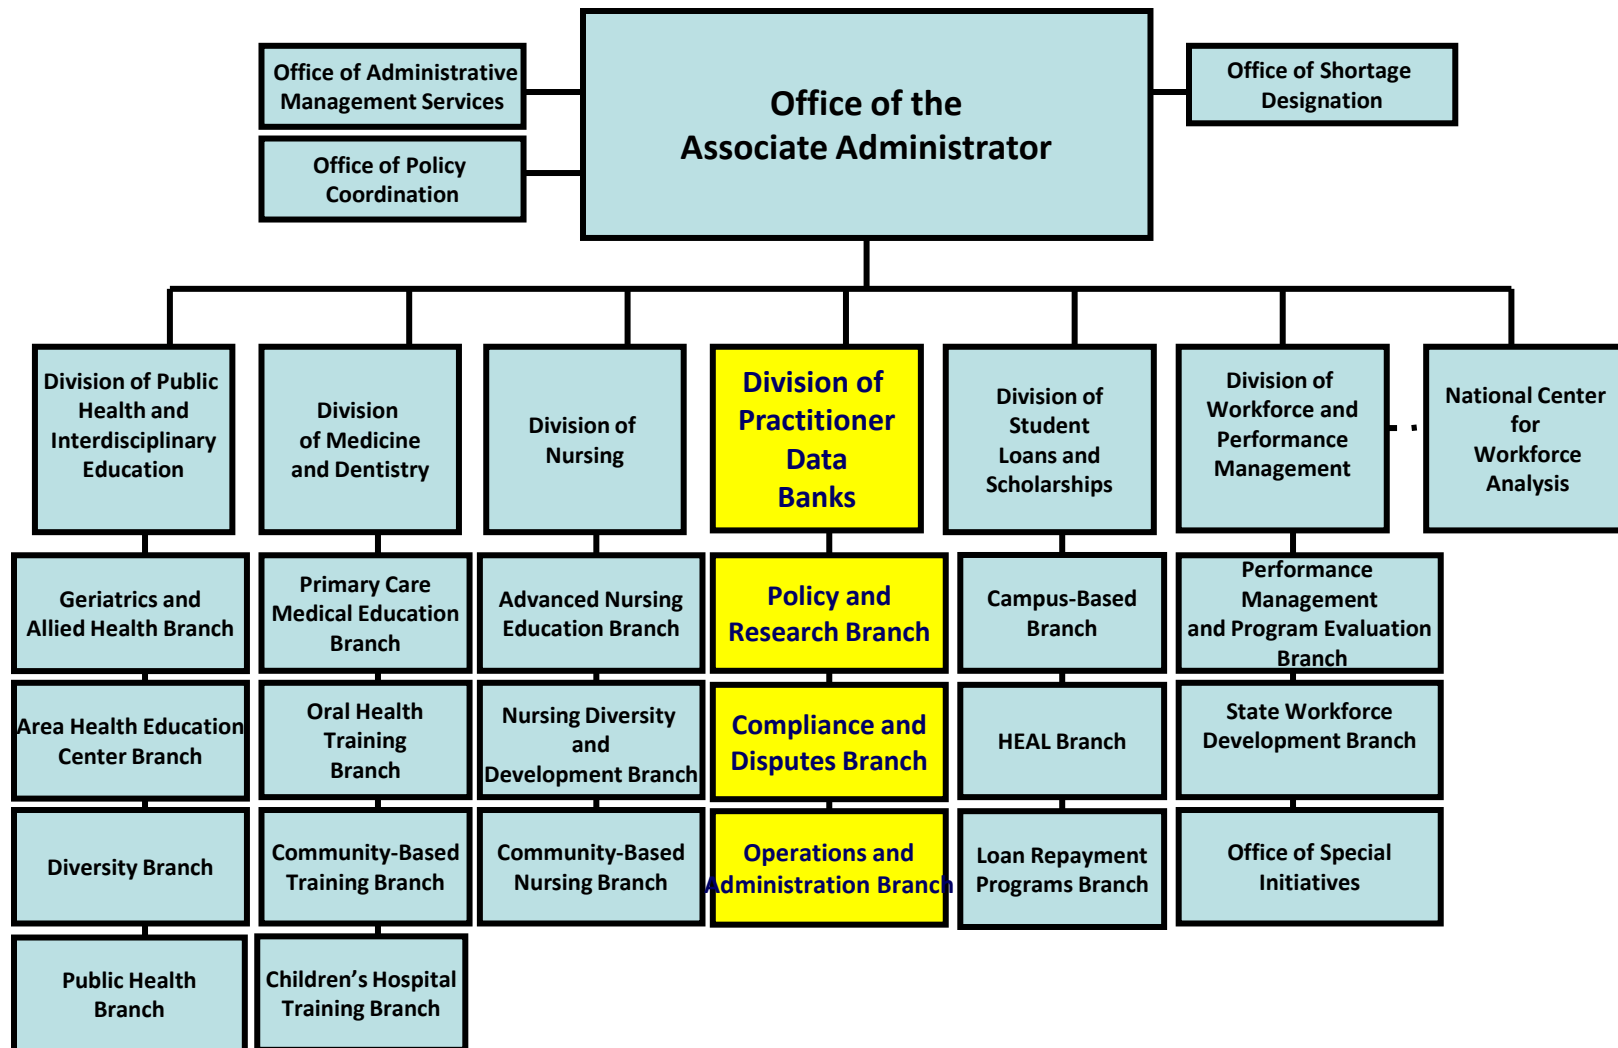 Office of Administrative
Management Services
Office of the
Associate Administrator
Office of Shortage
Designation
Office of Policy
Coordination
Division of Public
Health and
Interdisciplinary
Education
Division
of Medicine
and Dentistry
Division of
Nursing
Division of
Practitioner
Data
Banks
Division of
Student
Loans and
Scholarships
Division of
Workforce and
Performance
Management
National Center
for
Workforce
Analysis
Geriatrics and
Allied Health Branch
Primary Care
Medical Education
Branch
Advanced Nursing
Education Branch
Policy and
Research Branch
Campus-Based
Branch
Performance
Management
and Program Evaluation
Branch
Area Health Education
Center Branch
Oral Health
Training
Branch
Nursing Diversity
and
Development Branch
Compliance and
Disputes Branch
HEAL Branch
State Workforce
Development Branch
Diversity Branch
Community-Based
Training Branch
Community-Based
Nursing Branch
Operations and
Administration Branch
Loan Repayment
Programs Branch
Office of Special
Initiatives
Public Health
Branch
Children’s Hospital
Training Branch